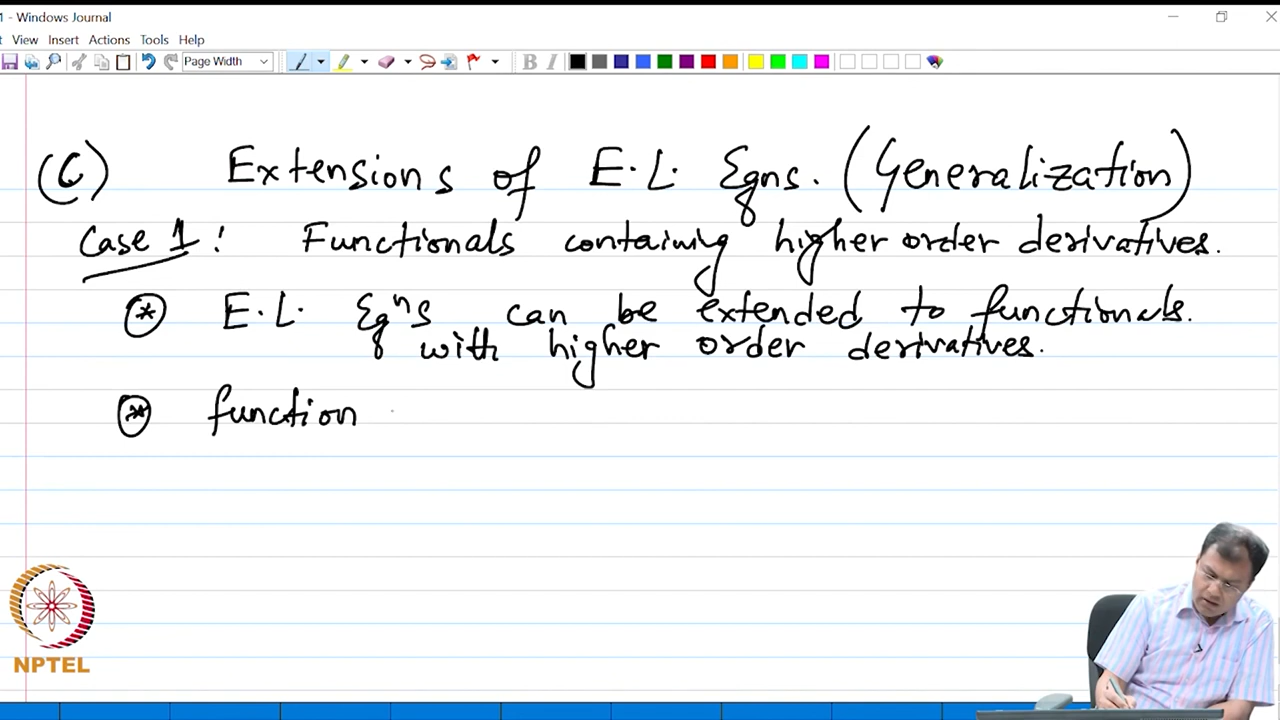 1 - Windows Journal
View Insert Actions Tools Help
Page Width
B I
(C) Extensions of E.L. Eqns. (Generalization)
Case 1: Functionals containing higher order derivatives.
* E.L. Eqns can be extended to functionals.
with higher order derivatives.
* function
NPTEL